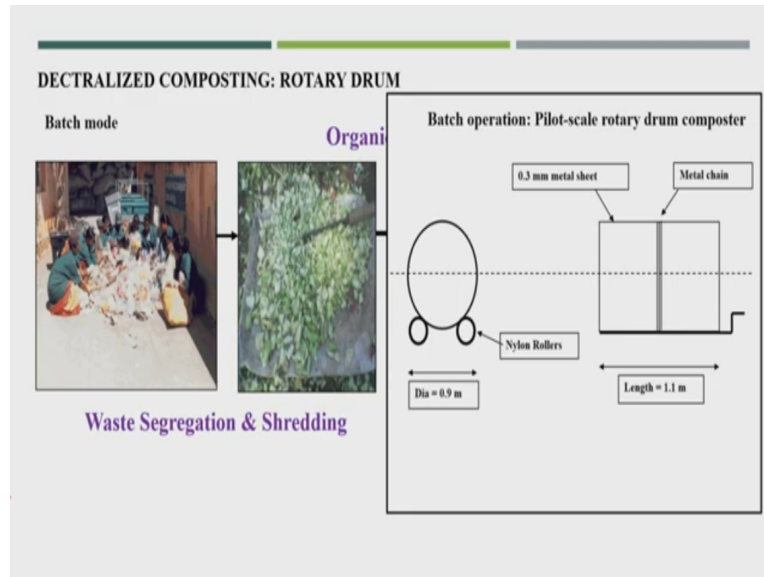 DECTRALIZED COMPOSTING: ROTARY DRUM
Batch mode
Organi
Waste Segregation & Shredding
Batch operation: Pilot-scale rotary drum composter
0.3 mm metal sheet
Metal chain
Nylon Rollers
Dia = 0.9 m
Length = 1.1 m